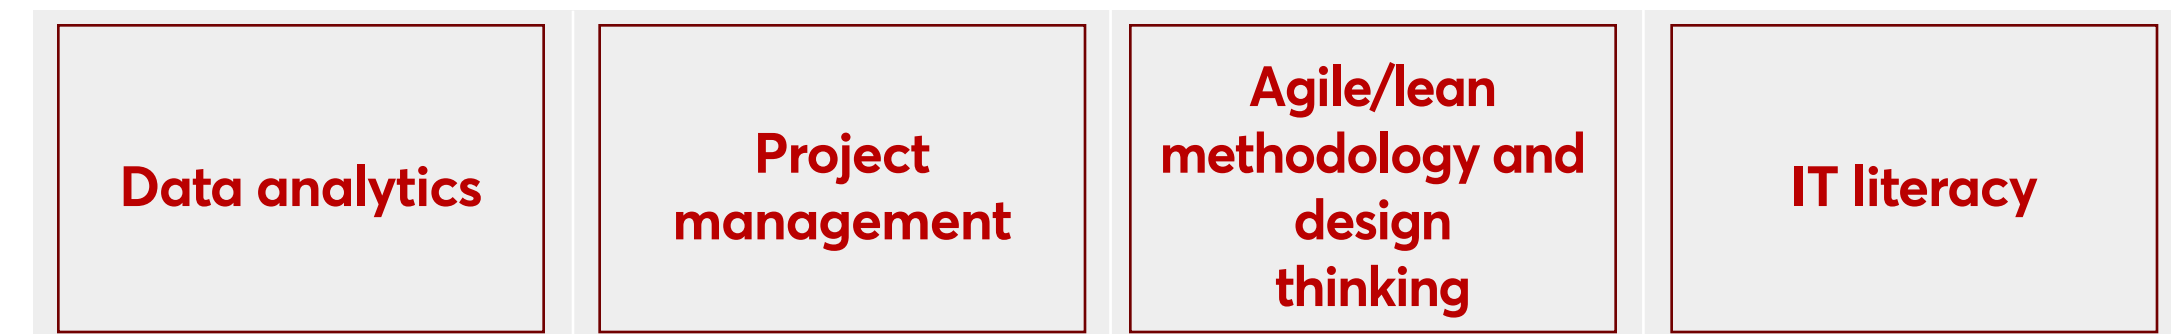 Data analytics
Project
management
Agile/lean
methodology and
design
thinking
IT literacy